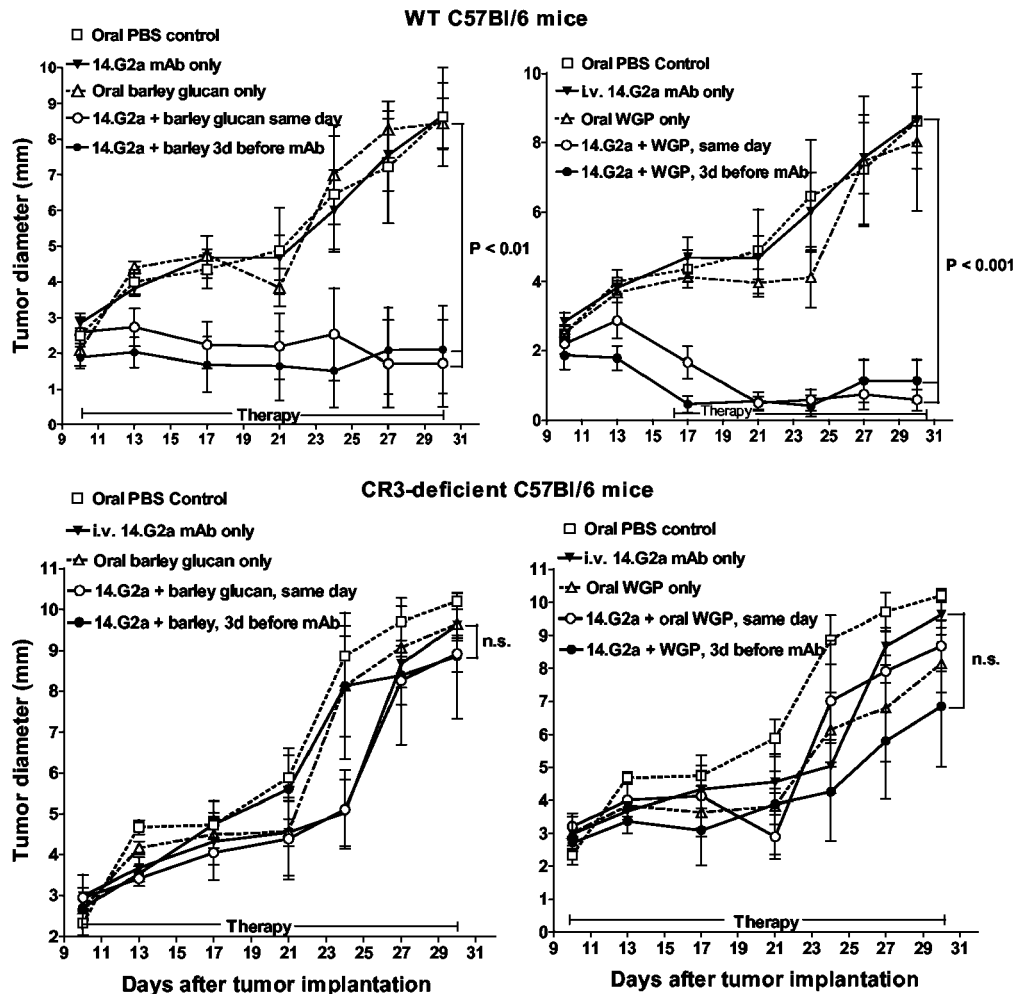 WT C57Bl/6 mice
Oral PBS control
14.G2a mAb only
Oral barley glucan only
14.G2a + barley glucan same day
14.G2a + barley 3d before mAb
Tumor diameter (mm)
10
9
8
7
6
5
4
3
2
1
0
P < 0.01
Therapy
9 11 13 15 17 19 21 23 25 27 29 31
Oral PBS Control
i.v. 14.G2a mAb only
Oral WGP only
14.G2a + WGP, same day
14.G2a + WGP, 3d before mAb
10
8
6
4
2
0
P < 0.001
Therapy
9 11 13 15 17 19 21 23 25 27 29 31
CR3-deficient C57Bl/6 mice
Oral PBS Control
i.v. 14.G2a mAb only
Oral barley glucan only
14.G2a + barley glucan, same day
14.G2a + barley, 3d before mAb
Tumor diameter (mm)
11
10
9
8
7
6
5
4
3
2
n.s.
Therapy
9 11 13 15 17 19 21 23 25 27 29 31
Days after tumor implantation
Oral PBS control
i.v. 14.G2a mAb only
Oral WGP only
14.G2a + oral WGP, same day
14.G2a + WGP, 3d before mAb
11
10
9
8
7
6
5
4
3
2
1
0
n.s.
Therapy
9 11 13 15 17 19 21 23 25 27 29 31
Days after tumor implantation